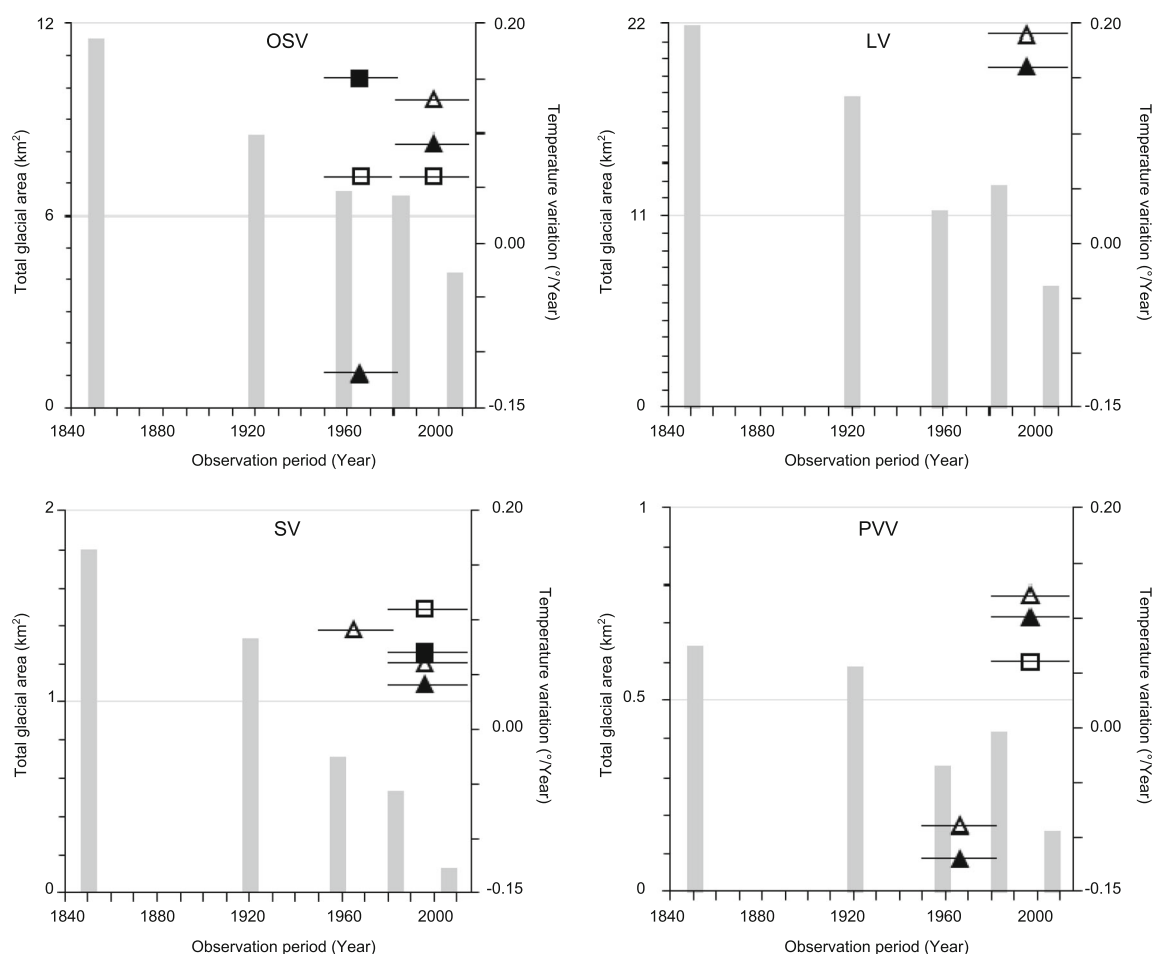 OSV
12
6
0
0.20
0.00
-0.15
Total glacial area (km²)
Temperature variation (°/Year)
1840 1880 1920 1960 2000
Observation period (Year)
LV
22
11
0
0.20
0.00
-0.15
Total glacial area (km²)
Temperature variation (°/Year)
1840 1880 1920 1960 2000
Observation period (Year)
SV
2
1
0
0.20
0.00
-0.15
Total glacial area (km²)
Temperature variation (°/Year)
1840 1880 1920 1960 2000
Observation period (Year)
PVV
1
0.5
0
0.20
0.00
-0.15
Total glacial area (km²)
Temperature variation (°/Year)
1840 1880 1920 1960 2000
Observation period (Year)